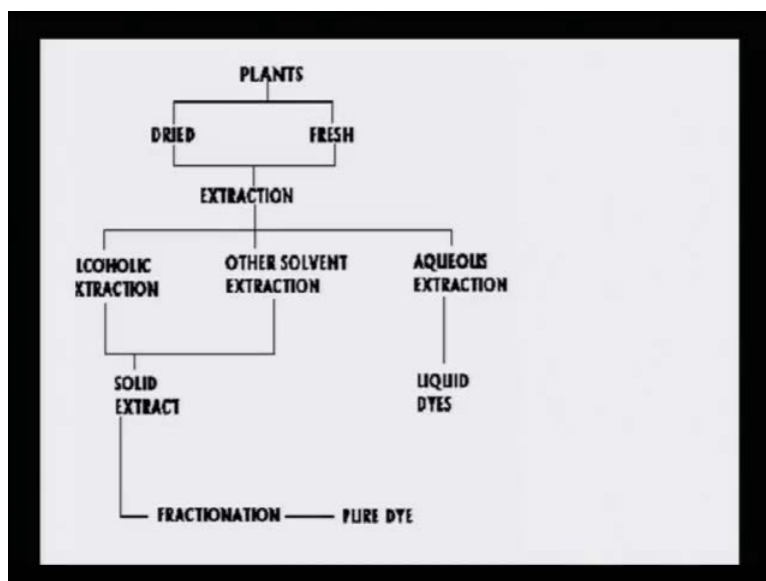 PLANTS
DRIED FRESH
EXTRACTION
LCOHOLIC
XTRACTION
OTHER SOLVENT
EXTRACTION
AQUEOUS
EXTRACTION
SOLID
EXTRACT
LIQUID
DYES
FRACTIONATION
PURE DYE